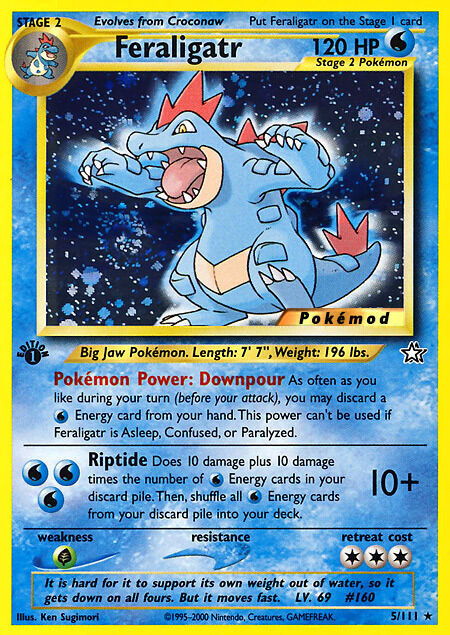 STAGE 2 Evolves from Croconaw Put Feraligatr on the Stage 1 card
Feraligatr 120 HP
Stage 2 Pokémon
Pokémod
EDITION 1
Big Jaw Pokémon. Length: 7' 7", Weight: 196 lbs.
Pokémon Power: Downpour As often as you
like during your turn (before your attack), you may discard a
Energy card from your hand. This power can't be used if
Feraligatr is Asleep, Confused, or Paralyzed.
Riptide Does 10 damage plus 10 damage
times the number of Energy cards in your
discard pile. Then, shuffle all Energy cards
from your discard pile into your deck.
10+
weakness resistance retreat cost
It is hard for it to support its own weight out of water, so it
gets down on all fours. But it moves fast. LV. 69 #160
Illus. Ken Sugimori ©1995-2000 Nintendo, Creatures, GAMEFREAK. 5/111 ★